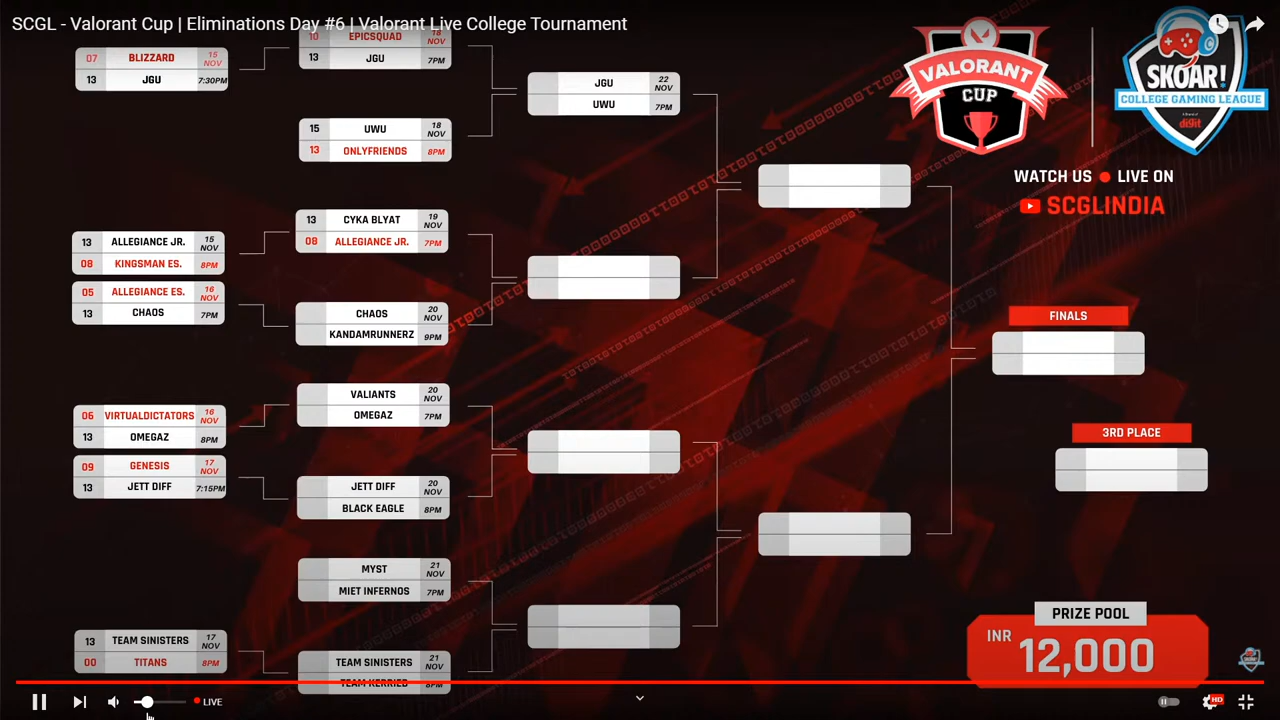 SCGL - Valorant Cup | Eliminations Day #6 | Valorant Live College Tournament
07 BLIZZARD 15 NOV
13 JGU 7:30PM
10 EPICSQUAD 18 NOV
13 JGU 7PM
15 UWU 18 NOV
13 ONLYFRIENDS 8PM
JGU 22 NOV
UWU 7PM
13 ALLEGIANCE JR. 15 NOV
08 KINGSMAN ES. 8PM
05 ALLEGIANCE ES. 16 NOV
13 CHAOS 7PM
13 CYKA BLYAT 19 NOV
08 ALLEGIANCE JR. 7PM
CHAOS 20 NOV
KANDAMRUNNERZ 9PM
06 VIRTUALDICTATORS 16 NOV
13 OMEGAZ 8PM
09 GENESIS 17 NOV
13 JETT DIFF 7:15PM
VALIANTS 20 NOV
OMEGAZ 7PM
JETT DIFF 20 NOV
BLACK EAGLE 8PM
MYST 21 NOV
MIET INFERNOS 7PM
13 TEAM SINISTERS 17 NOV
00 TITANS 8PM
TEAM SINISTERS 21 NOV
TEAM KERRIED 8PM
VALORANT
CUP
SKOAR!
COLLEGE GAMING LEAGUE
digit
WATCH US LIVE ON
SCGLINDIA
FINALS
3RD PLACE
PRIZE POOL
INR 12,000
LIVE
HD